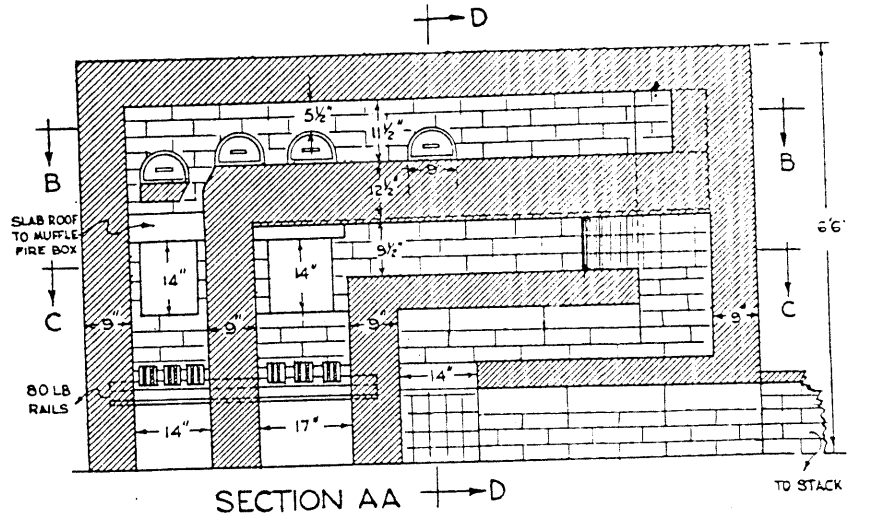 D
5½"
11½"
B
B
9"
12½"
SLAB ROOF
TO MUFFLE
FIRE BOX
6'6"
9½"
14"
14"
C
C
9"
9"
9"
9"
14"
80 LB
RAILS
14"
17"
TO STACK
SECTION AA
D